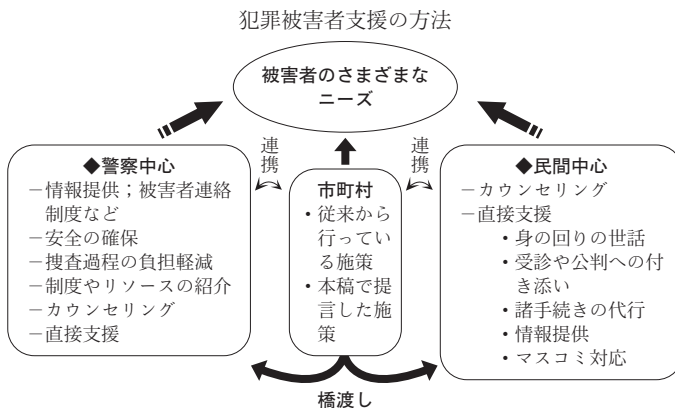 犯罪被害者支援の方法
被害者のさまざまな
ニーズ
連携
連携
◆警察中心
－情報提供；被害者連絡
制度など
－安全の確保
－捜査過程の負担軽減
－制度やリソースの紹介
－カウンセリング
－直接支援
市町村
・従来から
行ってい
る施策
・本稿で提
言した施
策
◆民間中心
－カウンセリング
－直接支援
・身の回りの世話
・受診や公判への付
き添い
・諸手続きの代行
・情報提供
・マスコミ対応
橋渡し